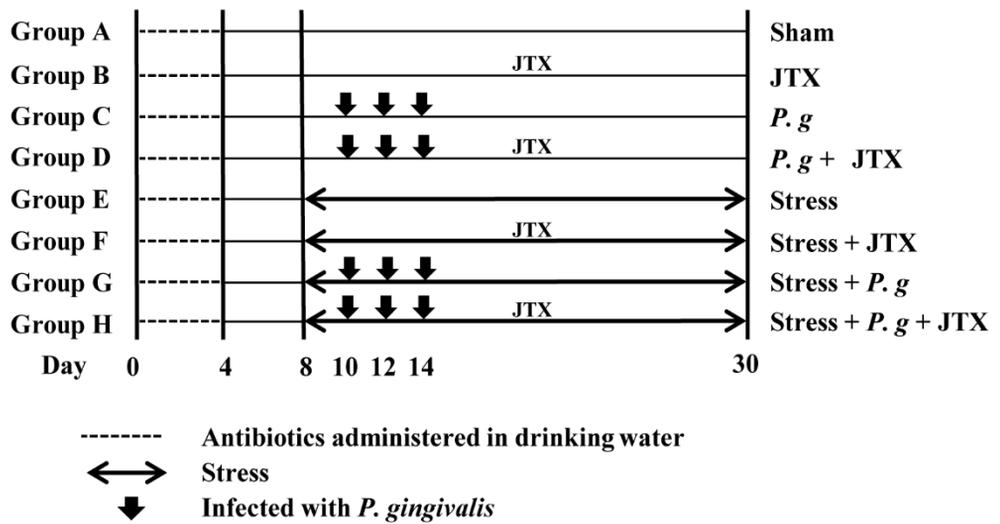 Group A Sham
Group B JTX JTX
Group C P. g
Group D JTX P. g + JTX
Group E Stress
Group F JTX Stress + JTX
Group G Stress + P. g
Group H JTX Stress + P. g + JTX
Day 0 4 8 10 12 14 30
Antibiotics administered in drinking water
Stress
Infected with P. gingivalis